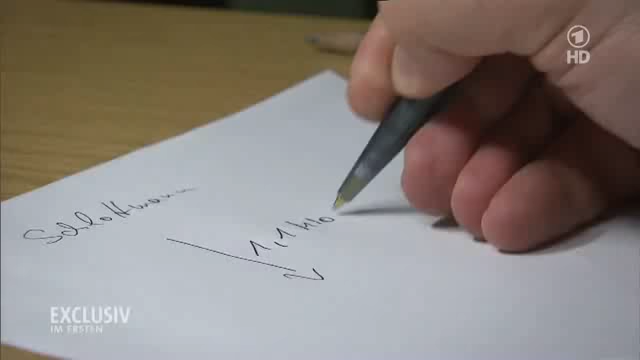 HD
Schlottmann
1,1 Mio
EXCLUSIV
IM ERSTEN